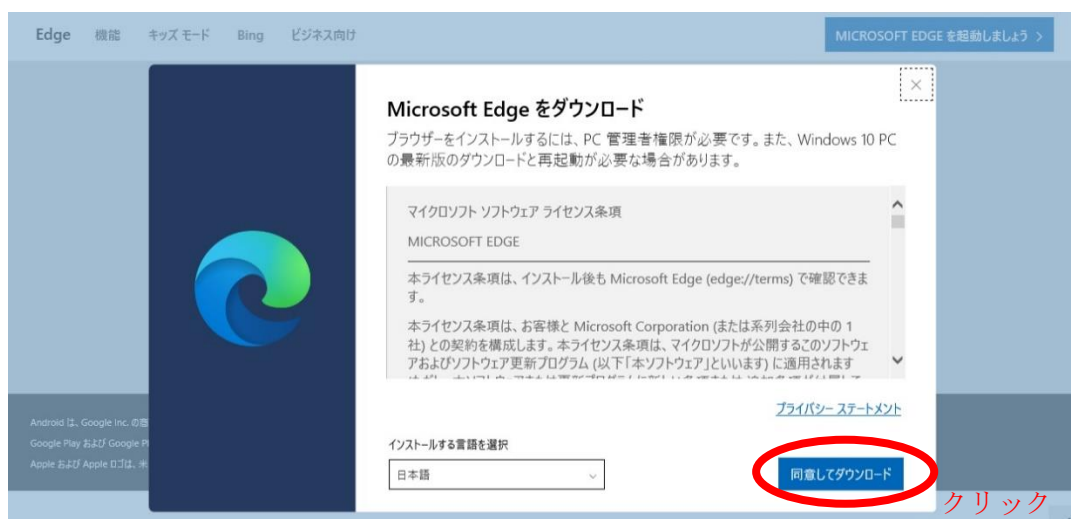 Edge 機能 キッズ モード Bing ビジネス向け MICROSOFT EDGE を起動しましょう >
Microsoft Edge をダウンロード
ブラウザーをインストールするには、PC 管理者権限が必要です。また、Windows 10 PC
の最新版のダウンロードと再起動が必要な場合があります。
マイクロソフト ソフトウェア ライセンス条項
MICROSOFT EDGE
本ライセンス条項は、インストール後も Microsoft Edge (edge://terms) で確認できま
す。
本ライセンス条項は、お客様と Microsoft Corporation (または系列会社の中の 1
社) との契約を構成します。本ライセンス条項は、マイクロソフトが公開するこのソフトウェ
アおよびソフトウェア更新プログラム (以下「本ソフトウェア」といいます) に適用されます
プライバシー ステートメント
Android は、Google Inc. の
Google Play および Google
Apple および Apple ロゴは、米
インストールする言語を選択
日本語
同意してダウンロード
クリック